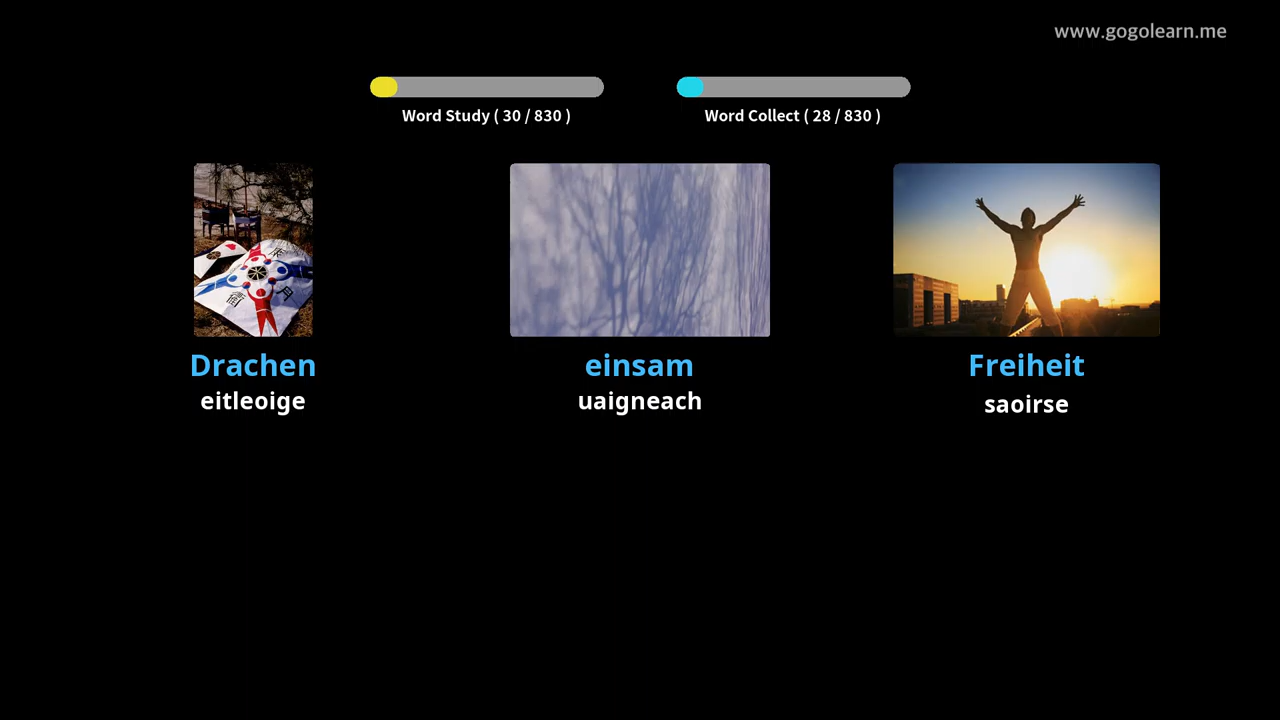 www.gogolearn.me
Word Study ( 30 / 830 )
Word Collect ( 28 / 830 )
Drachen
eitleoige
einsam
uaigneach
Freiheit
saoirse